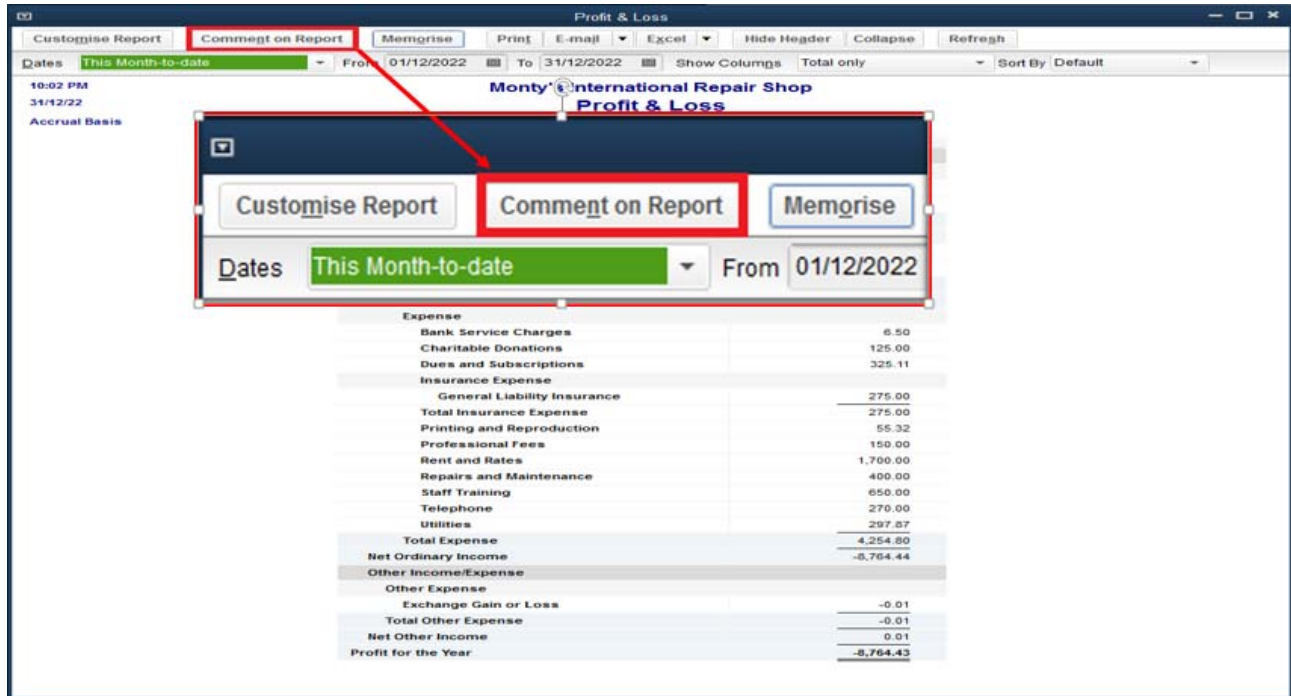 Profit & Loss
Customise Report Comment on Report Memorise Print E-mail Excel Hide Header Collapse Refresh
Dates This Month-to-date From 01/12/2022 To 31/12/2022 Show Columns Total only Sort By Default
10:02 PM Monty' International Repair Shop
31/12/22 Profit & Loss
Accrual Basis
Customise Report Comment on Report Memorise
Dates This Month-to-date From 01/12/2022
Expense
Bank Service Charges 6.50
Charitable Donations 125.00
Dues and Subscriptions 325.11
Insurance Expense
General Liability Insurance 275.00
Total Insurance Expense 275.00
Printing and Reproduction 55.32
Professional Fees 150.00
Rent and Rates 1,700.00
Repairs and Maintenance 400.00
Staff Training 650.00
Telephone 270.00
Utilities 297.87
Total Expense 4,254.80
Net Ordinary Income -8,764.44
Other Income/Expense
Other Expense
Exchange Gain or Loss -0.01
Total Other Expense -0.01
Net Other Income 0.01
Profit for the Year -8,764.43